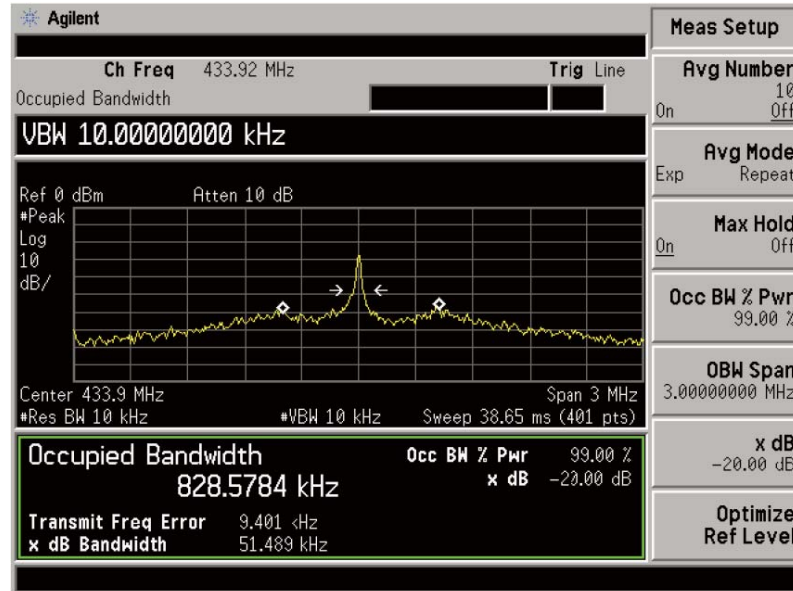 Agilent
Ch Freq 433.92 MHz Trig Line
Occupied Bandwidth
VBW 10.00000000 kHz
Ref 0 dBm Atten 10 dB
#Peak
Log
10
dB/
Center 433.9 MHz Span 3 MHz
#Res BW 10 kHz #VBW 10 kHz Sweep 38.65 ms (401 pts)
Occupied Bandwidth Occ BW % Pwr 99.00 %
828.5784 kHz x dB -20.00 dB
Transmit Freq Error 9.401 kHz
x dB Bandwidth 51.489 kHz
Meas Setup
Avg Number
10
On Off
Avg Mode
Exp Repeat
Max Hold
On Off
Occ BW % Pwr
99.00 %
OBW Span
3.00000000 MHz
x dB
-20.00 dB
Optimize
Ref Level